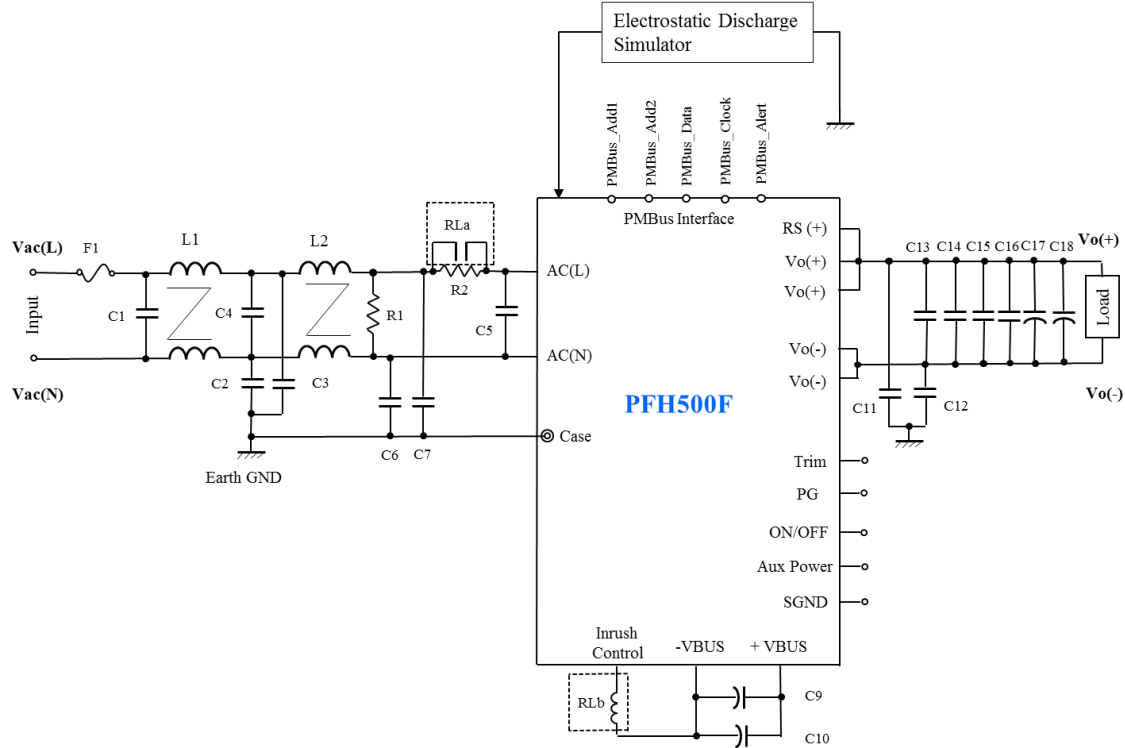 Electrostatic Discharge
Simulator
PMBus_Add1
PMBus_Add2
PMBus_Data
PMBus_Clock
PMBus_Alert
PMBus Interface
RLa
R2
Vac(L)
F1
L1
L2
Input
C1
C4
R1
C5
C2
C3
Vac(N)
C6
C7
Earth GND
AC(L)
AC(N)
Case
PFH500F
RS (+)
Vo(+)
Vo(+)
Vo(-)
Vo(-)
C13
C14
C15
C16
C17
C18
Vo(+)
Load
Vo(-)
C11
C12
Trim
PG
ON/OFF
Aux Power
SGND
Inrush
Control
-VBUS
+ VBUS
RLb
C9
C10